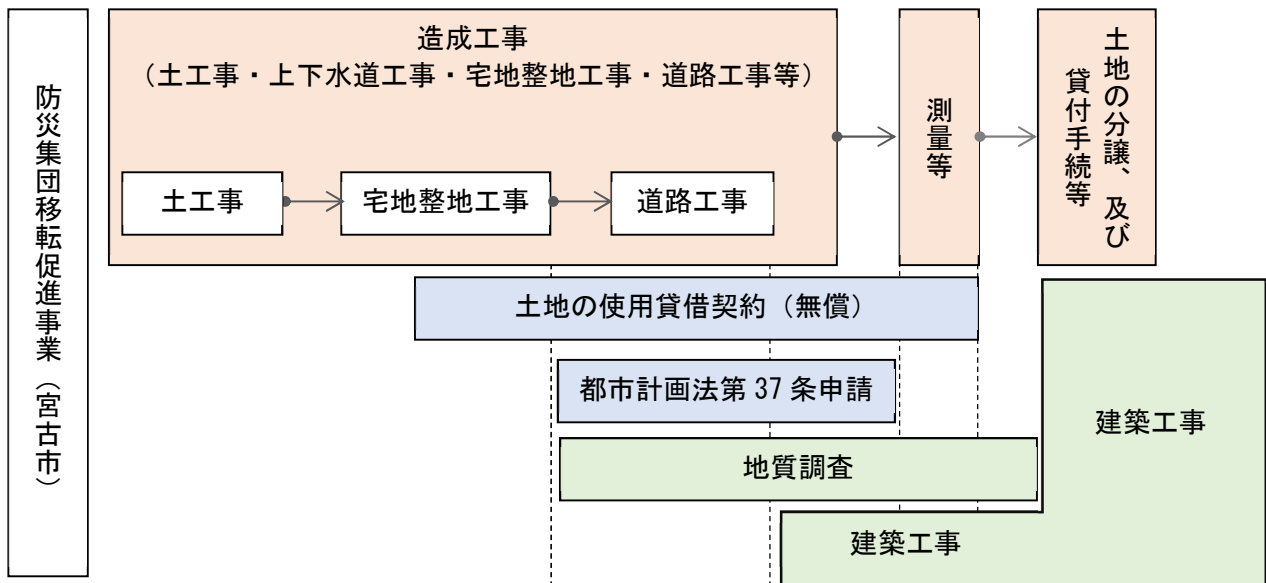 防災集団移転促進事業（宮古市）
造成工事
（土工事・上下水道工事・宅地整地工事・道路工事等）
土工事
宅地整地工事
道路工事
測量等
土地の分譲、及び
貸付手続等
土地の使用貸借契約（無償）
都市計画法第 37 条申請
地質調査
建築工事
建築工事